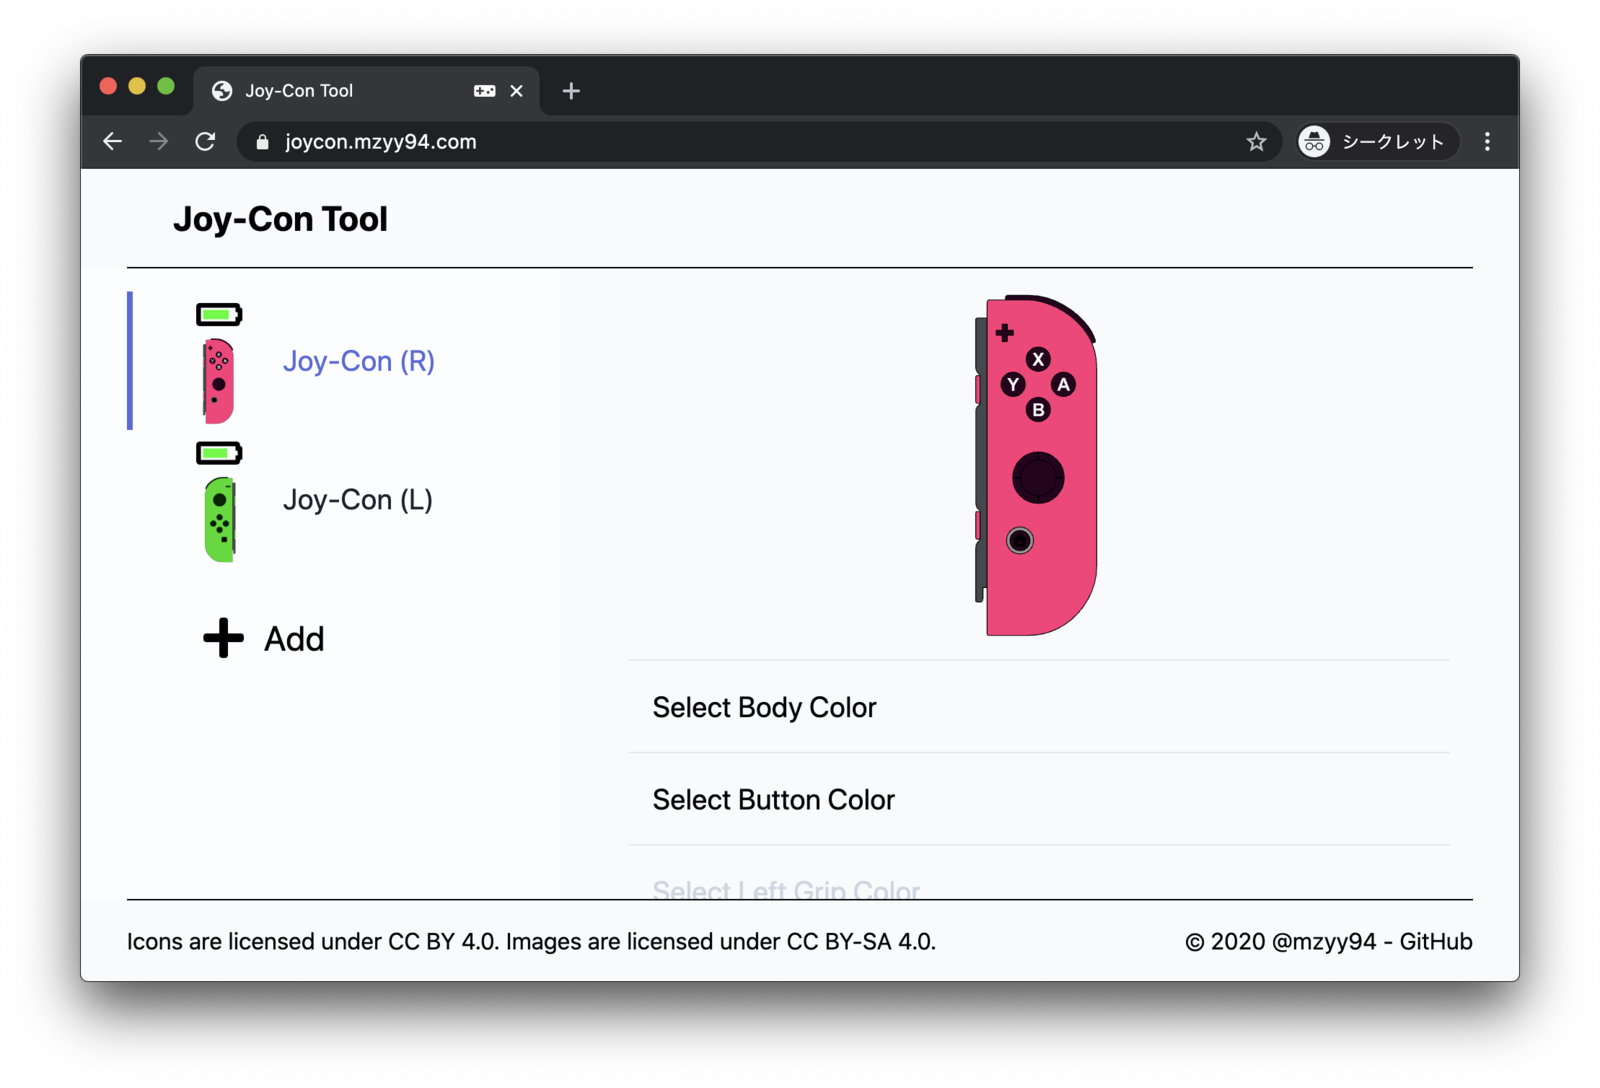 Joy-Con Tool
joycon.mzyy94.com
シークレット
Joy-Con Tool
Joy-Con (R)
Joy-Con (L)
Add
X
Y A
B
Select Body Color
Select Button Color
Select Left Grip Color
Icons are licensed under CC BY 4.0. Images are licensed under CC BY-SA 4.0.
© 2020 @mzyy94 - GitHub